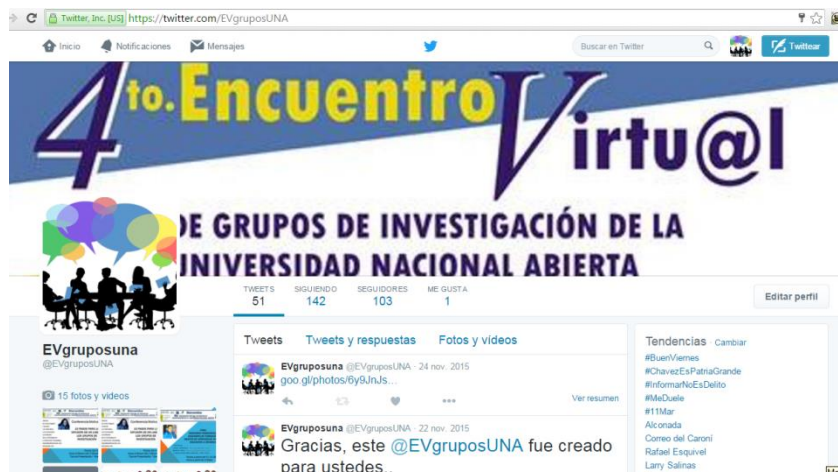 Twitter, Inc. [US] https://twitter.com/EVgruposUNA
Inicio Notificaciones Mensajes Buscar en Twitter Twittear
4to. Encuentro Virtu@l
DE GRUPOS DE INVESTIGACIÓN DE LA
UNIVERSIDAD NACIONAL ABIERTA
TWEETS SIGUIENDO SEGUIDORES ME GUSTA
51 142 103 1
Editar perfil
EVgruposuna
@EVgruposUNA
15 fotos y videos
Tweets Tweets y respuestas Fotos y vídeos
EVgruposuna @EVgruposUNA · 24 nov. 2015
goo.gl/photos/6y9JnJs...
Ver resumen
EVgruposuna @EVgruposUNA · 22 nov. 2015
Gracias, este @EVgruposUNA fue creado
para ustedes..
Tendencias · Cambiar
#BuenViernes
#ChavezEsPatriaGrande
#InformarNoEsDelito
#MeDuele
#11Mar
Alconada
Correo del Caroní
Rafael Esquivel
Larry Salinas